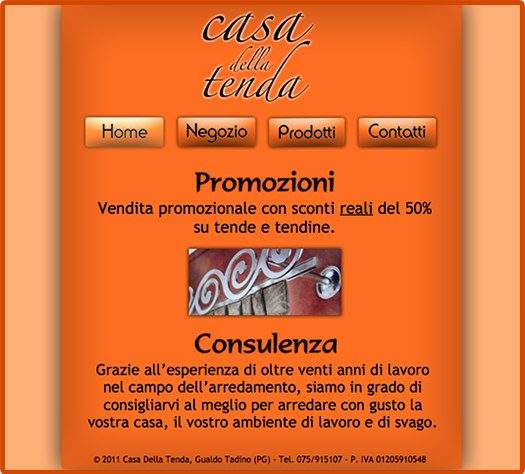 casa
della
tenda
Home Negozio Prodotti Contatti
Promozioni
Vendita promozionale con sconti reali del 50%
su tende e tendine.
Consulenza
Grazie all'esperienza di oltre venti anni di lavoro
nel campo dell'arredamento, siamo in grado di
consigliarvi al meglio per arredare con gusto la
vostra casa, il vostro ambiente di lavoro e di svago.
© 2011 Casa Della Tenda, Gualdo Tadino (PG) - Tel. 075/915107 - P. IVA 01205910548